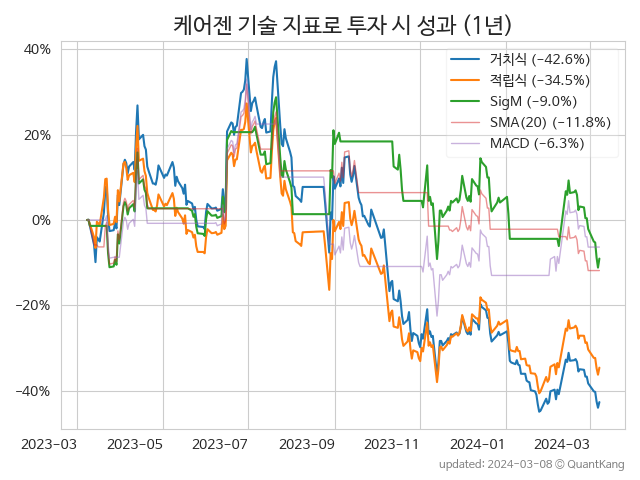 케어젠 기술 지표로 투자 시 성과 (1년)
40%
20%
0%
−20%
−40%
거치식 (−42.6%)
적립식 (−34.5%)
SigM (−9.0%)
SMA(20) (−11.8%)
MACD (−6.3%)
2023-03
2023-05
2023-07
2023-09
2023-11
2024-01
2024-03
updated: 2024-03-08 ⓒ QuantKang